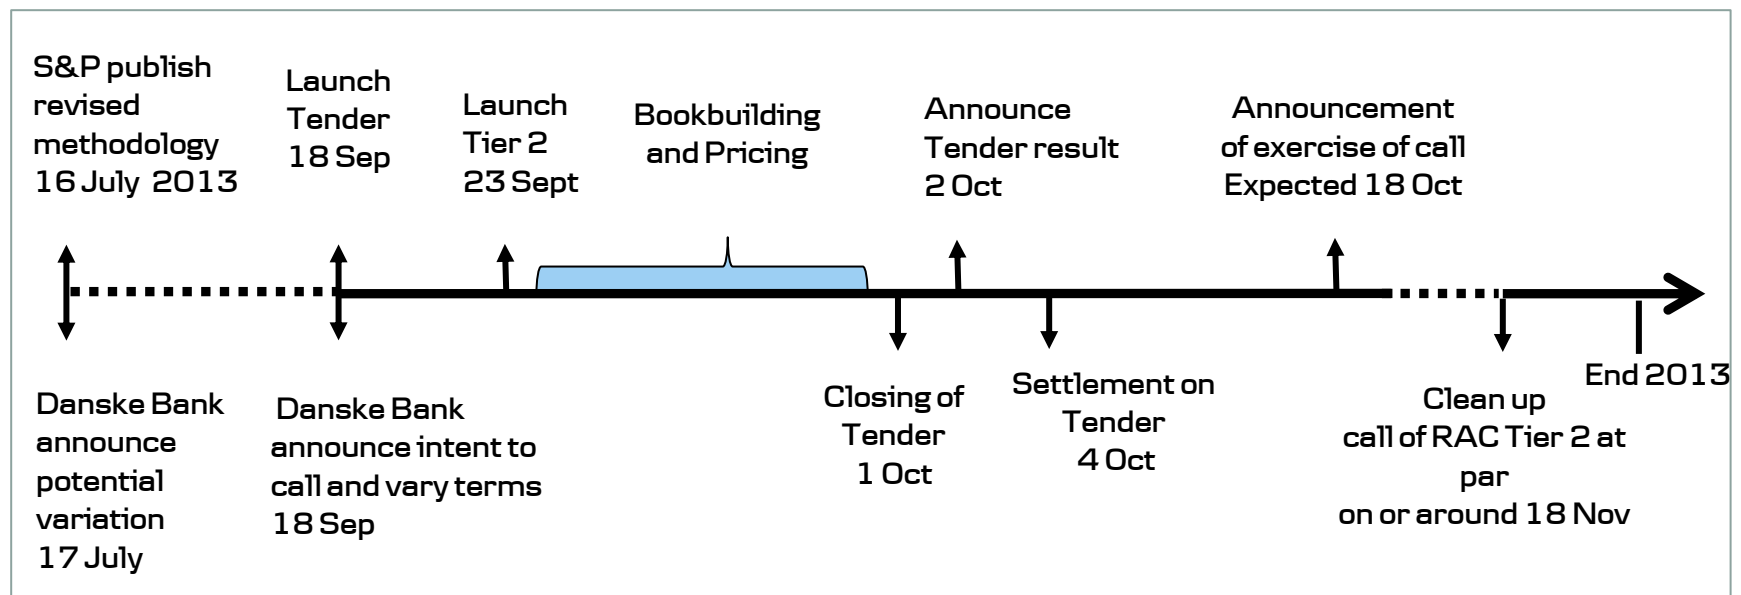 S&P publish
revised
methodology
16 July 2013
Launch
Tender
18 Sep
Launch
Tier 2
23 Sept
Bookbuilding
and Pricing
Announce
Tender result
2 Oct
Announcement
of exercise of call
Expected 18 Oct
Danske Bank
announce
potential
variation
17 July
Danske Bank
announce intent to
call and vary terms
18 Sep
Closing of
Tender
1 Oct
Settlement on
Tender
4 Oct
Clean up
call of RAC Tier 2 at
par
on or around 18 Nov
End 2013